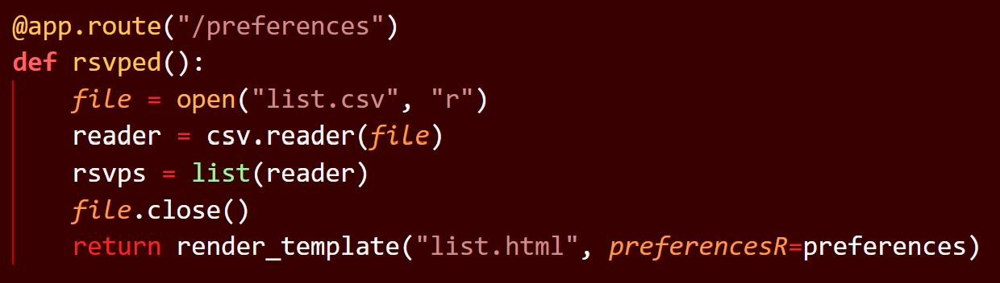 @app.route("/preferences")
def rsvped():
    file = open("list.csv", "r")
    reader = csv.reader(file)
    rsvps = list(reader)
    file.close()
    return render_template("list.html", preferencesR=preferences)